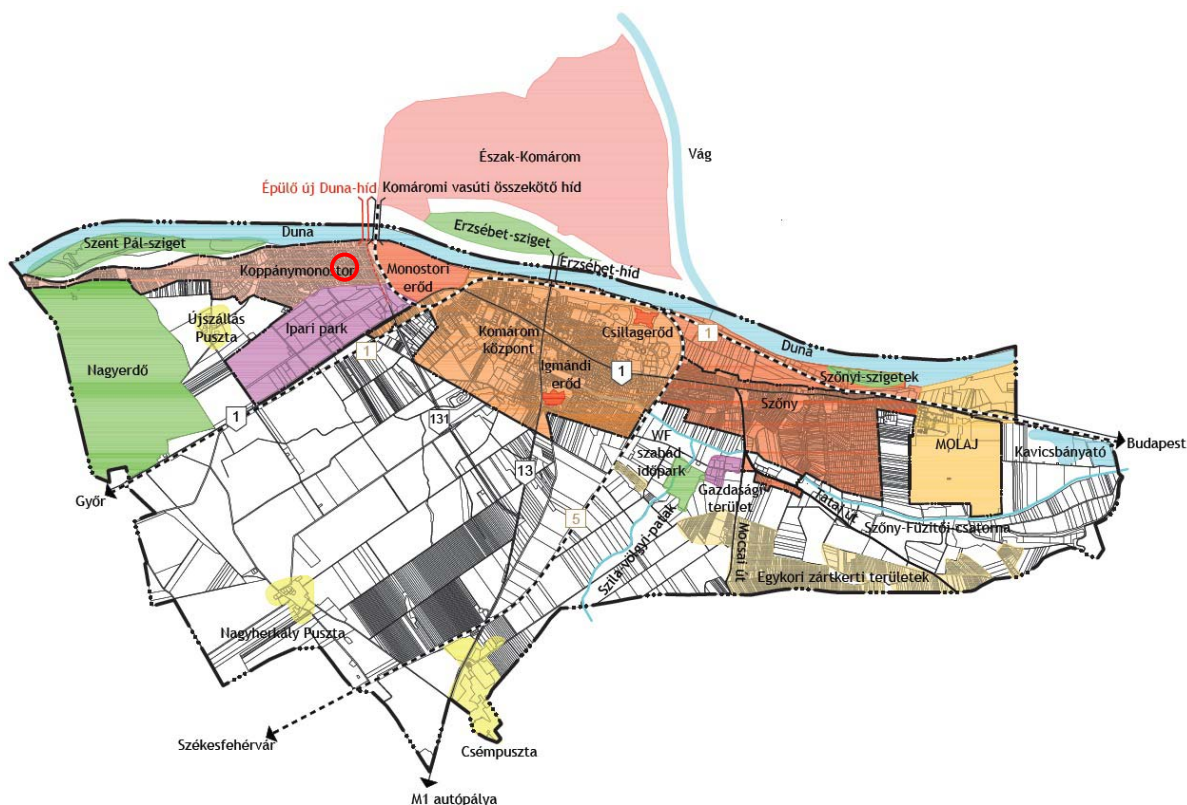 Észak-Komárom
Vág
Épülő új Duna-híd
Komáromi vasúti összekötő híd
Erzsébet-sziget
Szent Pál-sziget
Duna
Erzsébet-híd
Koppánymonostor
Monostori
erőd
Újszállás
Puszta
Ipari park
Komárom
központ
Csillagerőd
1
Duna
Igmándi
erőd
1
1
Szőnyi-szigetek
Nagyerdő
Szőny
1
131
WF
szabad
időpark
MOLAJ
Kavicsbányató
Budapest
13
Győr
Gazdasági
terület
5
Tatai út
Szőny-Füzitői-csatorna
Szila-völgyi-patak
Mocsai út
Egykori zártkerti területek
Nagyherkály Puszta
Székesfehérvár
Csémpuszta
M1 autópálya